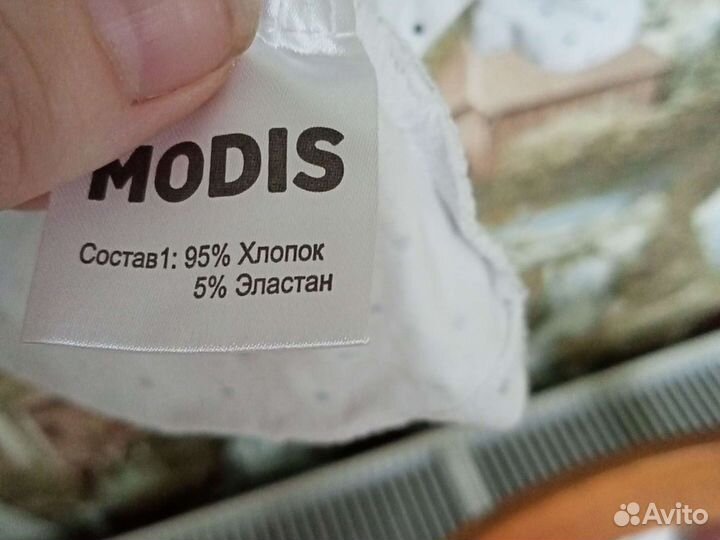 MODIS
Состав1: 95% Хлопок
5% Эластан
Avito